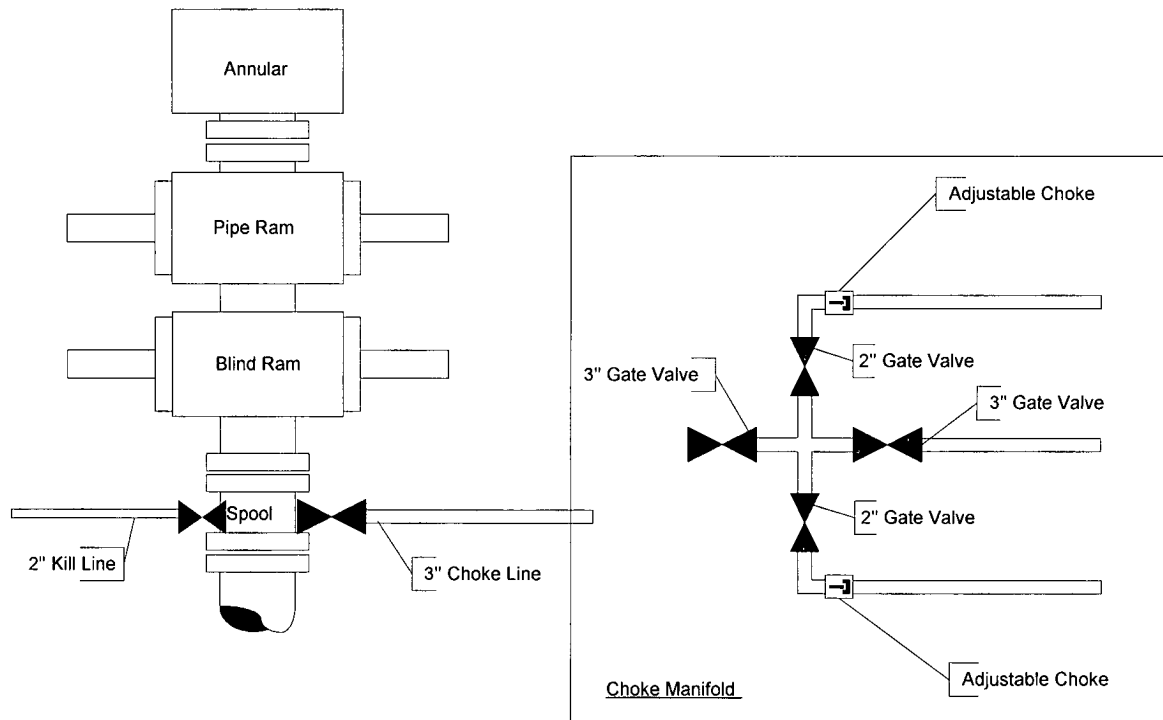 Annular
Pipe Ram
Blind Ram
Spool
2" Kill Line
3" Choke Line
Adjustable Choke
2" Gate Valve
3" Gate Valve
3" Gate Valve
2" Gate Valve
Adjustable Choke
Choke Manifold